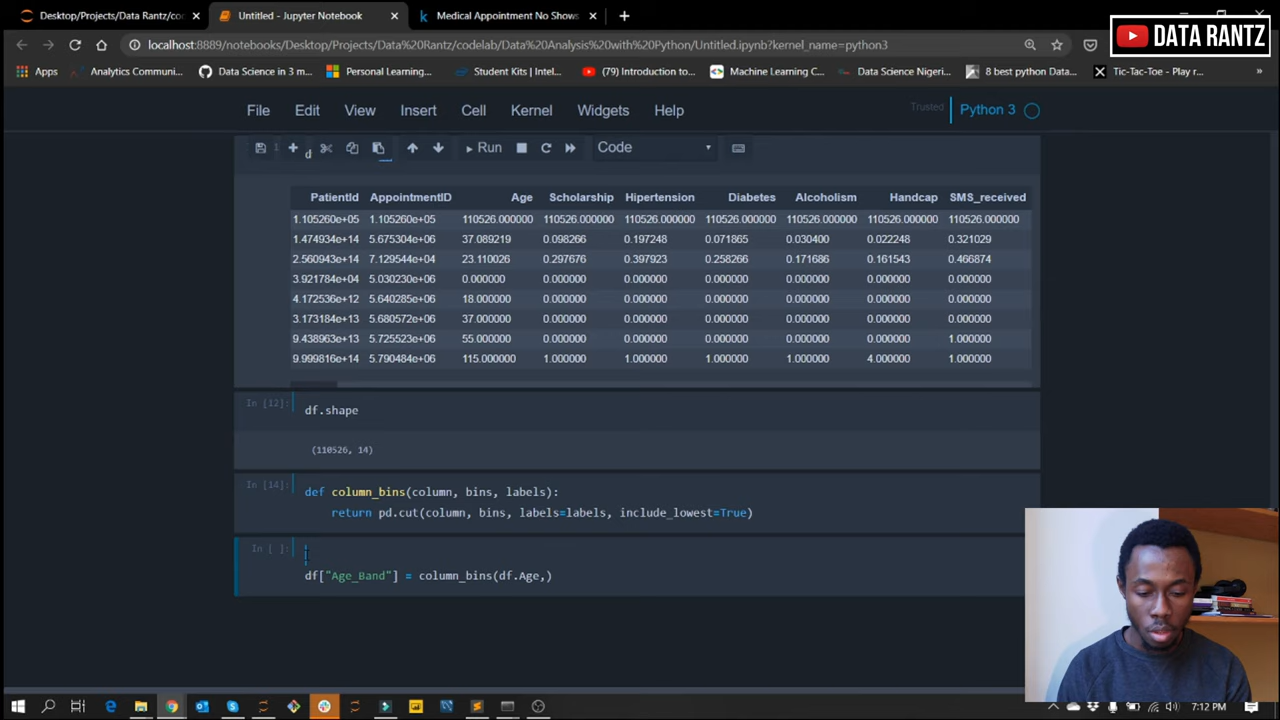 Desktop/Projects/Data Rantz/co
Untitled - Jupyter Notebook
Medical Appointment No Shows
DATA RANTZ
localhost:8889/notebooks/Desktop/Projects/Data%20Rantz/codelab/Data%20Analysis%20with%20Python/Untitled.ipynb?kernel_name=python3
Apps
Analytics Communi...
Data Science in 3 m...
Personal Learning...
Student Kits | Intel...
(79) Introduction to...
Machine Learning C...
Data Science Nigeri...
8 best python Data...
Tic-Tac-Toe - Play r...
File Edit View Insert Cell Kernel Widgets Help
Trusted
Python 3
Run
Code
PatientId AppointmentID Age Scholarship Hipertension Diabetes Alcoholism Handcap SMS_received
1.105260e+05 1.105260e+05 110526.000000 110526.000000 110526.000000 110526.000000 110526.000000 110526.000000 110526.000000
1.474934e+14 5.675304e+06 37.089219 0.098266 0.197248 0.071865 0.030400 0.022248 0.321029
2.560943e+14 7.129544e+04 23.110026 0.297676 0.397923 0.258266 0.171686 0.161543 0.466874
3.921784e+04 5.030230e+06 0.000000 0.000000 0.000000 0.000000 0.000000 0.000000 0.000000
4.172536e+12 5.640285e+06 18.000000 0.000000 0.000000 0.000000 0.000000 0.000000 0.000000
3.173184e+13 5.680572e+06 37.000000 0.000000 0.000000 0.000000 0.000000 0.000000 0.000000
9.438963e+13 5.725523e+06 55.000000 0.000000 0.000000 0.000000 0.000000 0.000000 1.000000
9.999816e+14 5.790484e+06 115.000000 1.000000 1.000000 1.000000 1.000000 4.000000 1.000000
In [12]:
df.shape
(110526, 14)
In [14]:
def column_bins(column, bins, labels):
return pd.cut(column, bins, labels=labels, include_lowest=True)
In [ ]:
df["Age_Band"] = column_bins(df.Age,)
7:12 PM